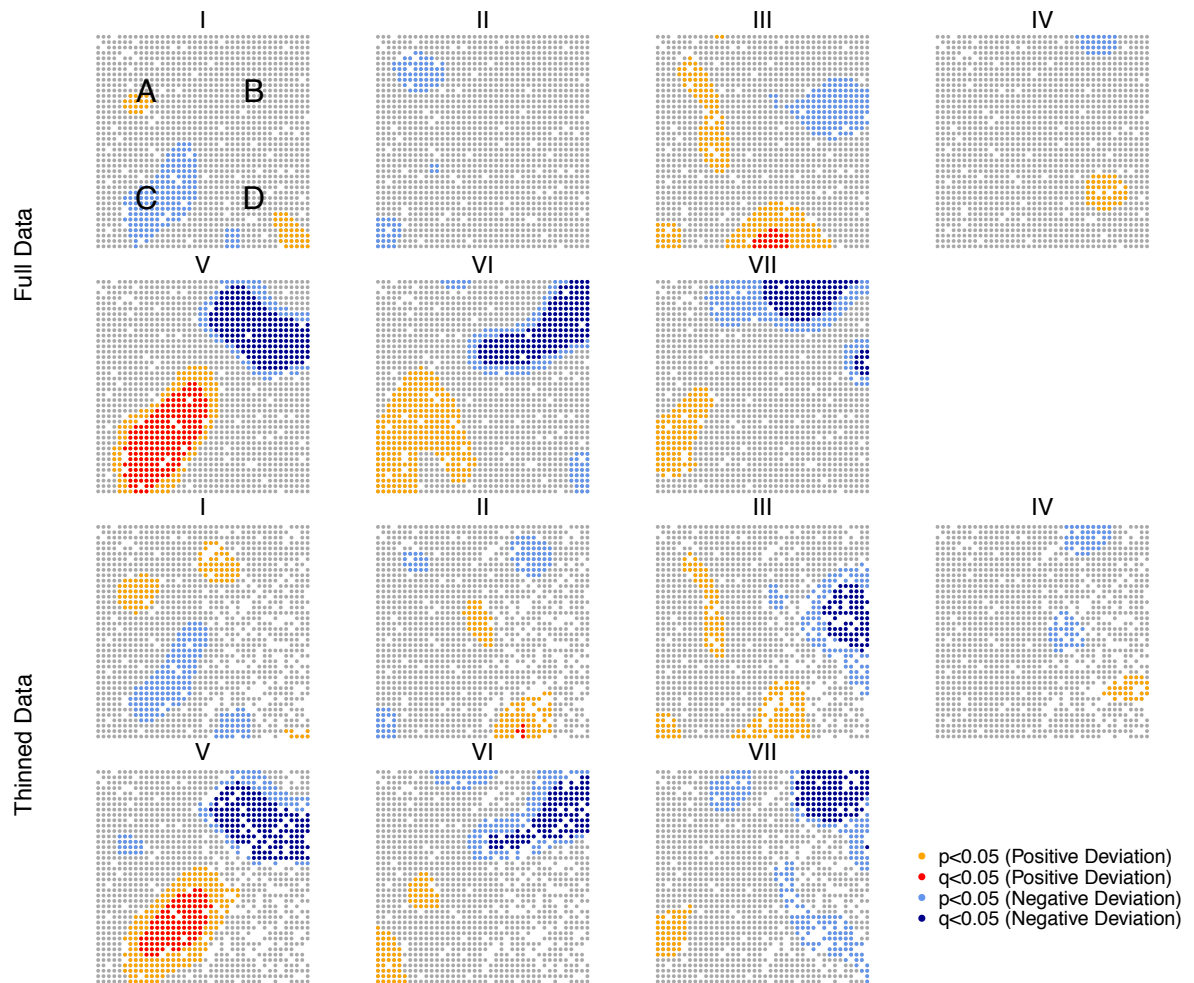 I II III IV
A B
C D
Full Data
V VI VII
I II III IV
Thinned Data
V VI VII
p<0.05 (Positive Deviation)
q<0.05 (Positive Deviation)
p<0.05 (Negative Deviation)
q<0.05 (Negative Deviation)